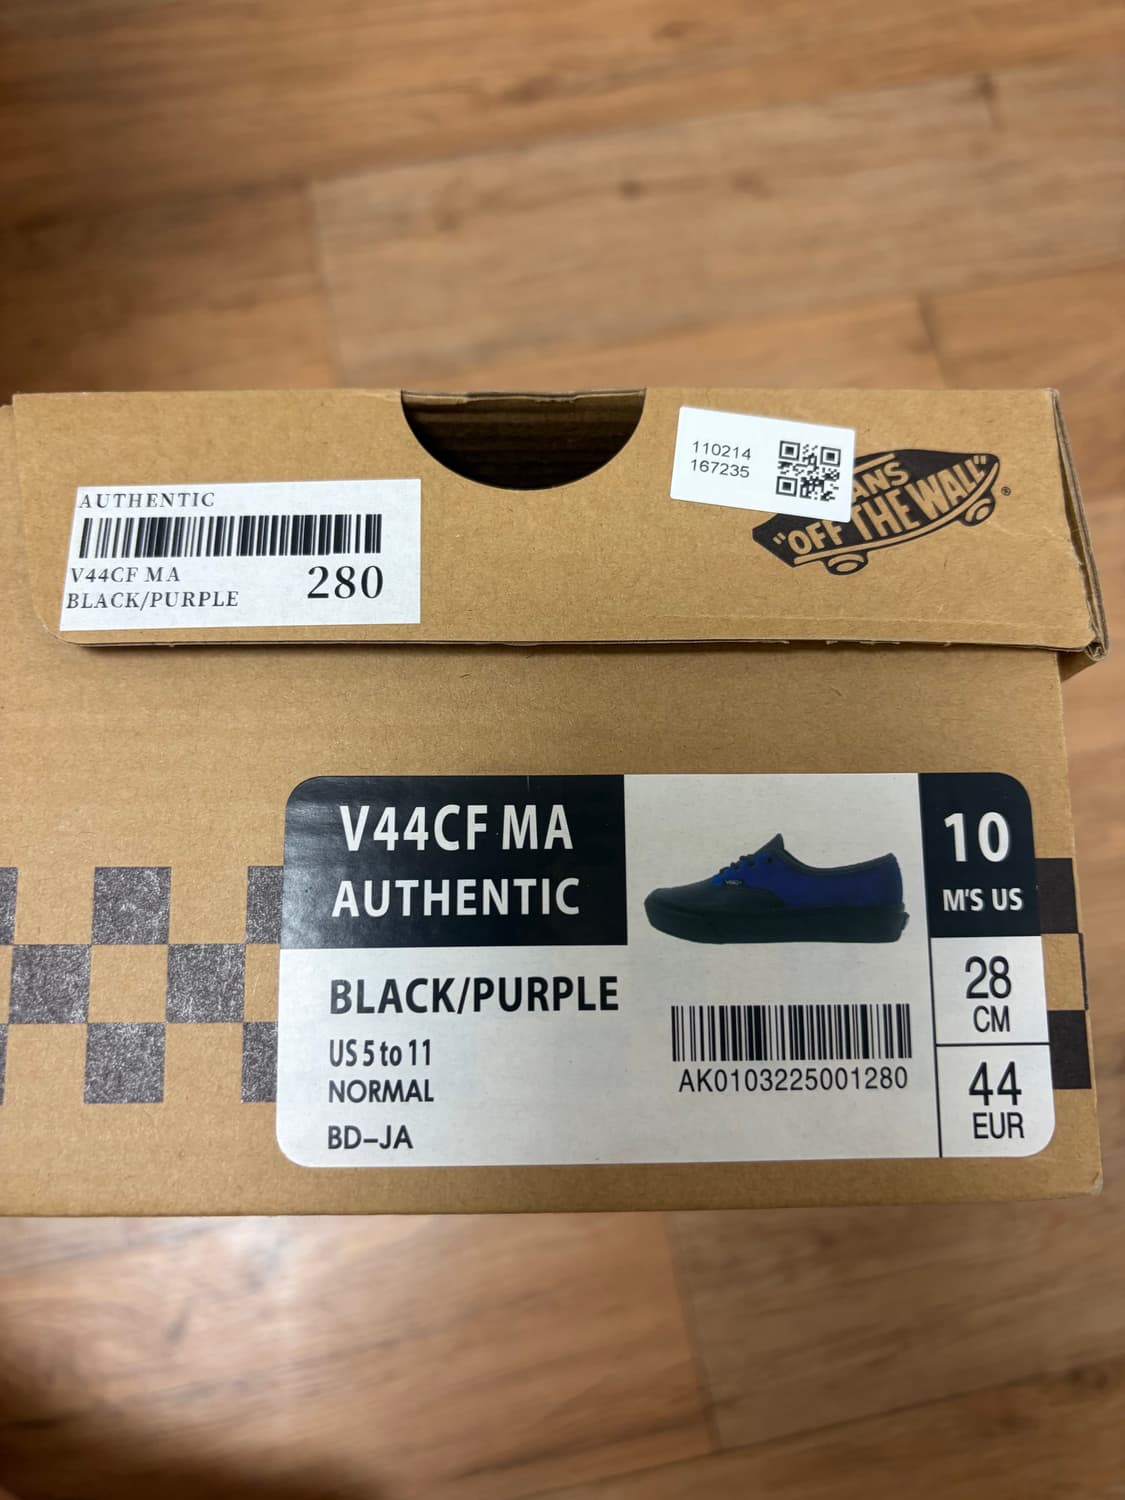 AUTHENTIC
V44CF MA
BLACK/PURPLE
280
110214
167235
VANS
"OFF THE WALL"®
V44CF MA
AUTHENTIC
BLACK/PURPLE
US 5 to 11
NORMAL
BD-JA
AK0103225001280
10
M'S US
28
CM
44
EUR